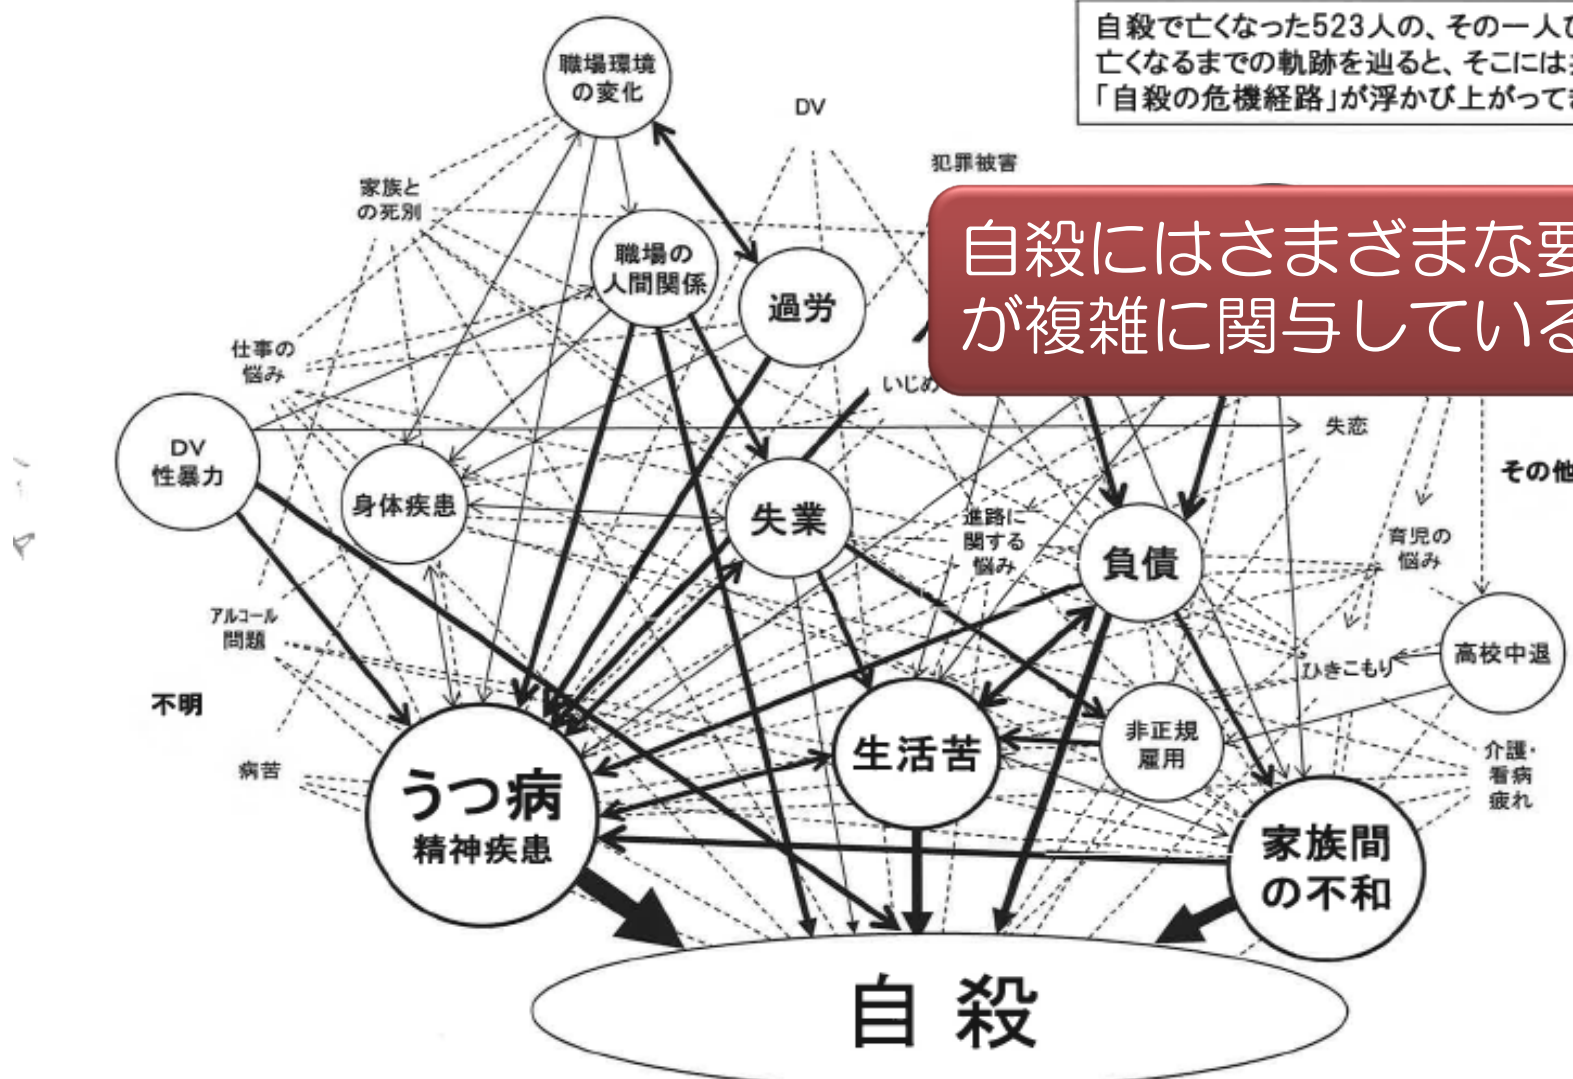 自殺で亡くなった523人の、その一人
亡くなるまでの軌跡を辿ると、そこには
「自殺の危機経路」が浮かび上がって
職場環境
の変化
DV
犯罪被害
家族と
の死別
自殺にはさまざまな要
が複雑に関与している
職場の
人間関係
過労
仕事の
悩み
いじめ
失恋
DV
性暴力
その他
身体疾患
失業
進路に
関する
悩み
負債
育児の
悩み
アルコール
問題
ひきこもり
高校中退
不明
病苦
うつ病
精神疾患
生活苦
非正規
雇用
介護・
看病
疲れ
家族間
の不和
自殺